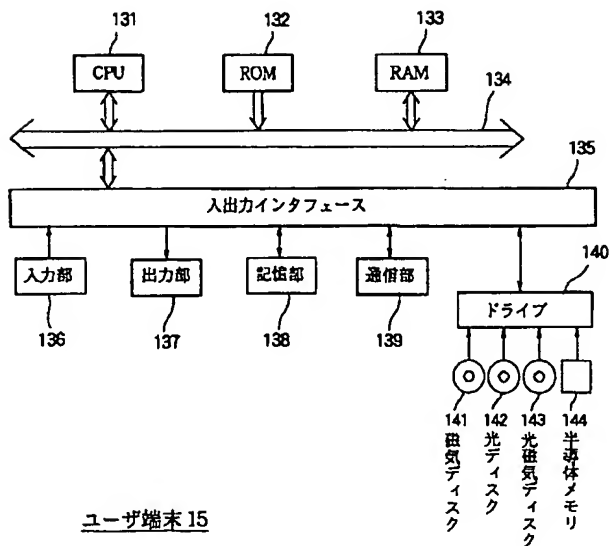 131
132
133
CPU
ROM
RAM
134
135
入出力インタフェース
140
入力部
出力部
記憶部
通信部
ドライブ
136
137
138
139
141
142
143
144
磁気ディスク
光ディスク
光磁気ディスク
半導体メモリ
ユーザ端末 15